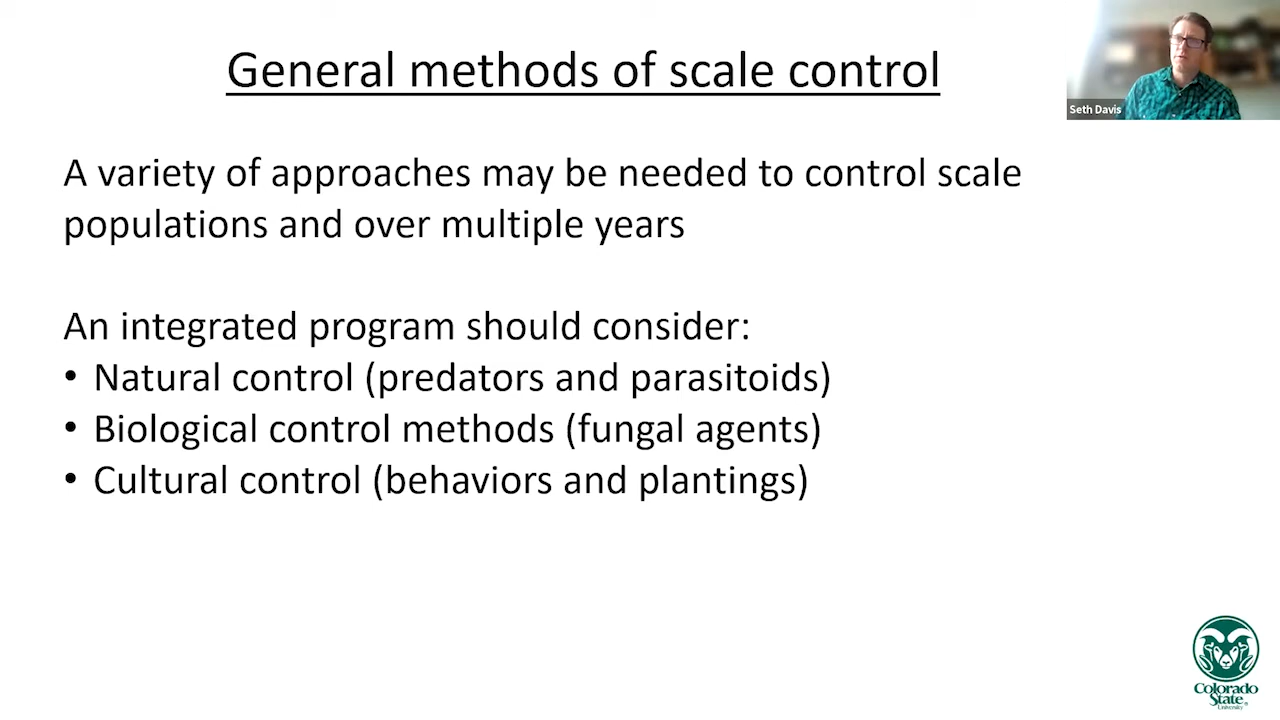 General methods of scale control
Seth Davis
A variety of approaches may be needed to control scale
populations and over multiple years
An integrated program should consider:
• Natural control (predators and parasitoids)
• Biological control methods (fungal agents)
• Cultural control (behaviors and plantings)
Colorado
State
University